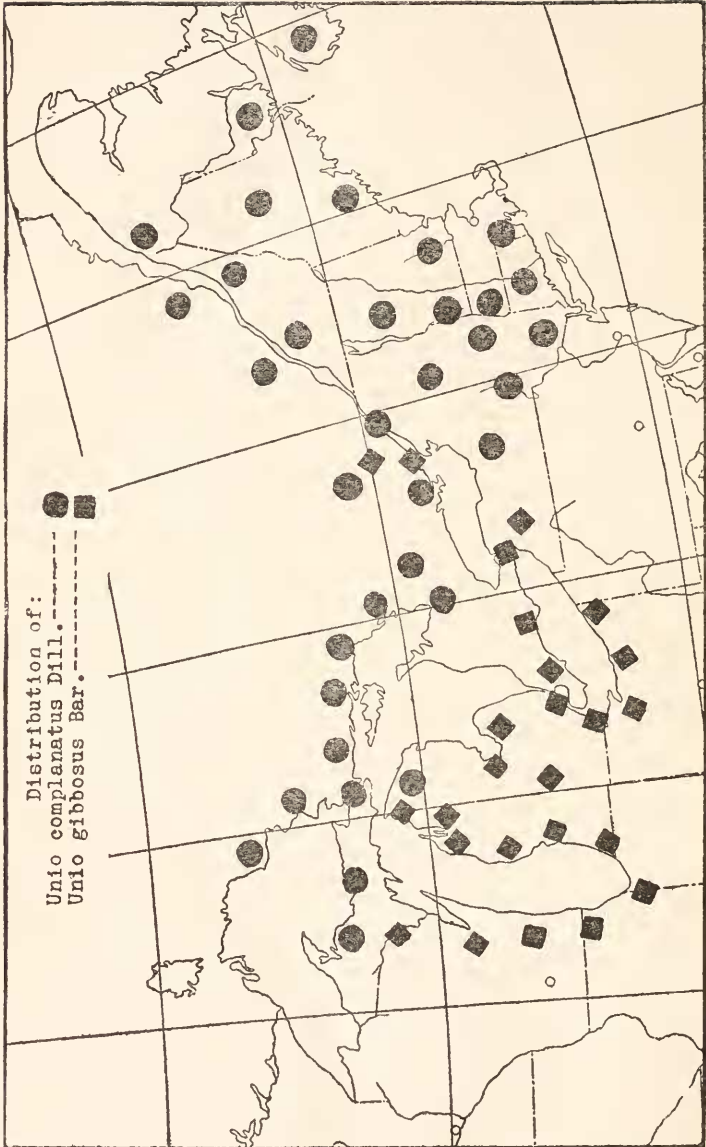 Distribution of:
Unio complanatus Dill.-------
Unio gibbosus Bar.------------